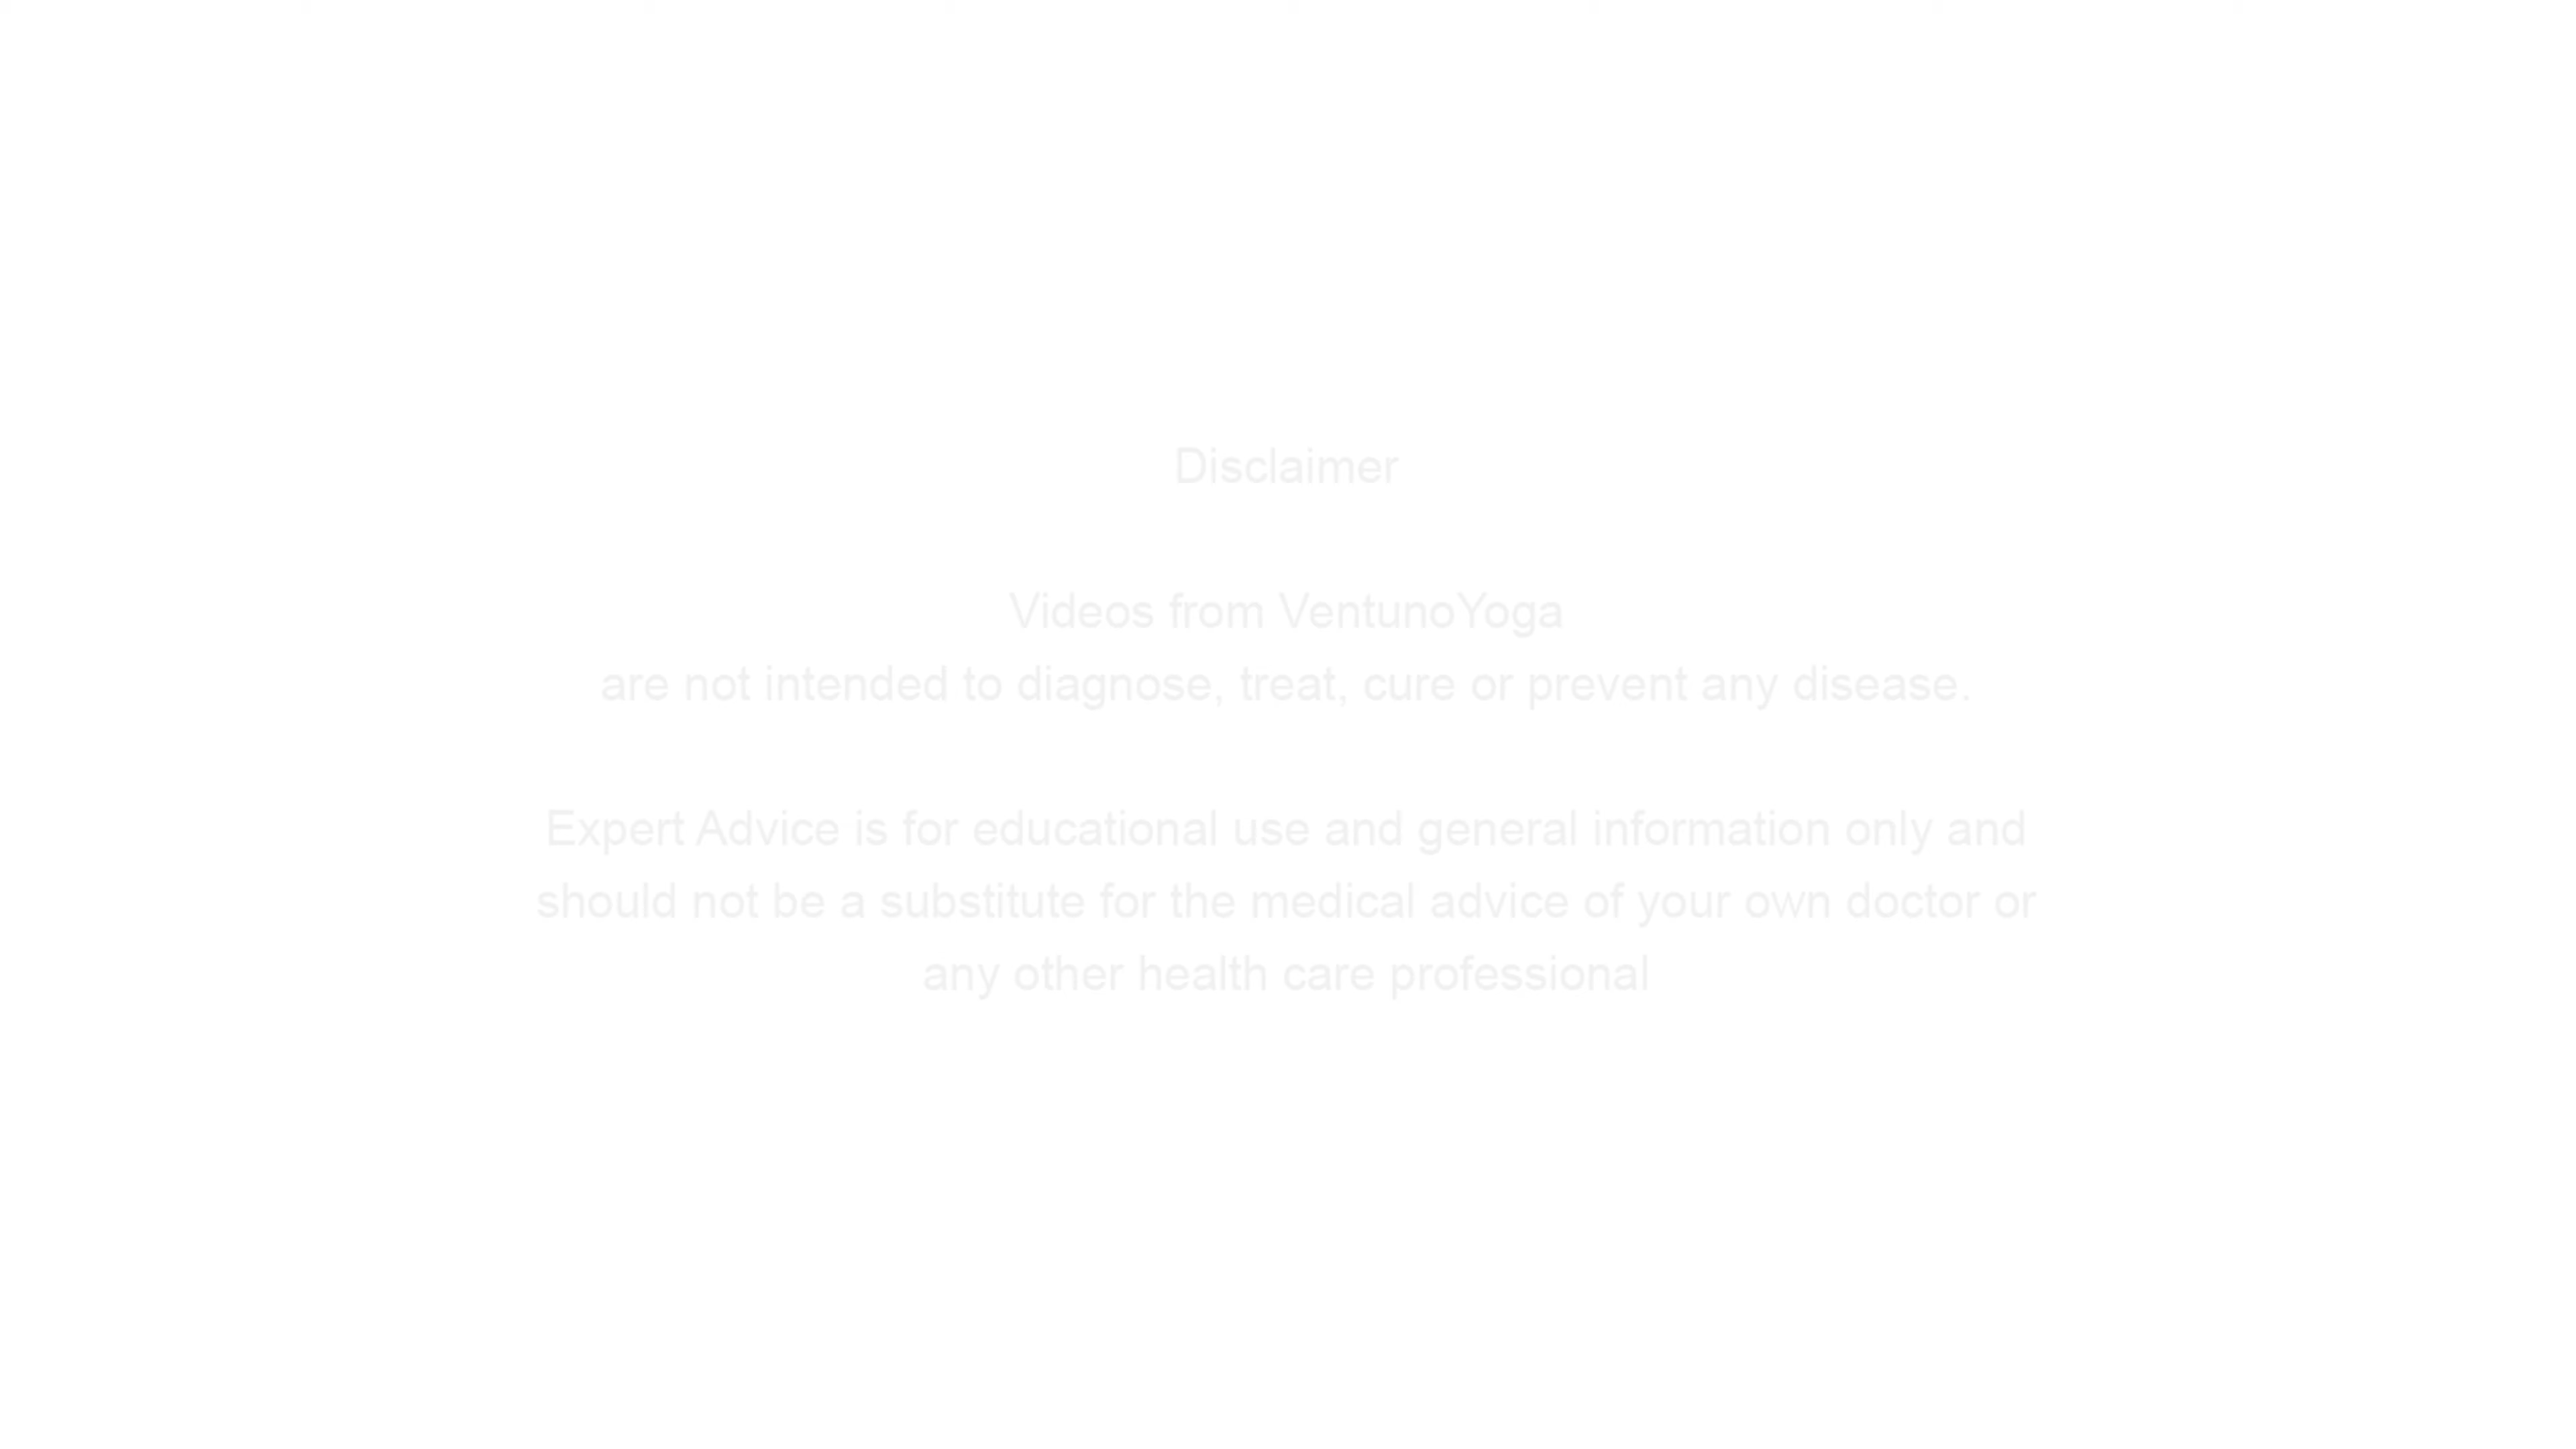 Disclaimer
Videos from VentunoYoga
are not intended to diagnose, treat, cure or prevent any disease.
Expert Advice is for educational use and general information only and
should not be a substitute for the medical advice of your own doctor or
any other health care professional